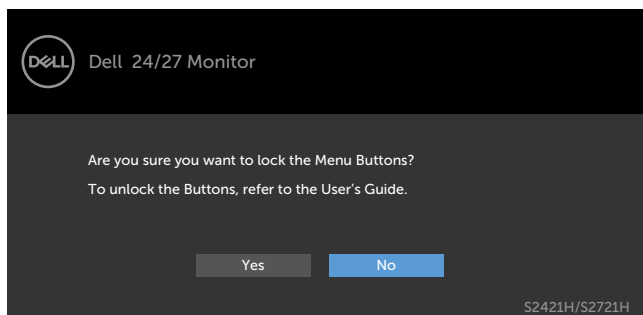 DELL
Dell 24/27 Monitor
Are you sure you want to lock the Menu Buttons?
To unlock the Buttons, refer to the User's Guide.
Yes
No
S2421H/S2721H